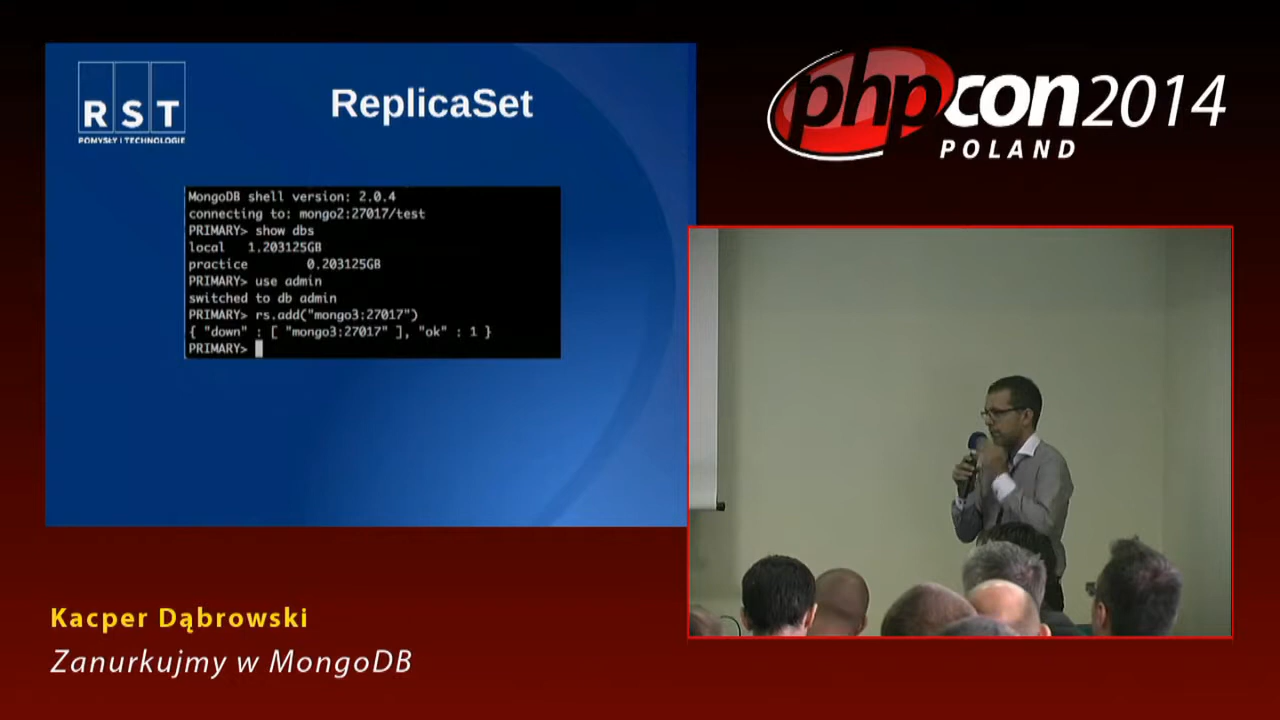 RST
POMYSŁY I TECHNOLOGIE
ReplicaSet
MongoDB shell version: 2.0.4
connecting to: mongo2:27017/test
PRIMARY> show dbs
local 1.203125GB
practice 0.203125GB
PRIMARY> use admin
switched to db admin
PRIMARY> rs.add("mongo3:27017")
{ "down" : [ "mongo3:27017" ], "ok" : 1 }
PRIMARY>
phpcon 2014
POLAND
Kacper Dąbrowski
Zanurkujmy w MongoDB